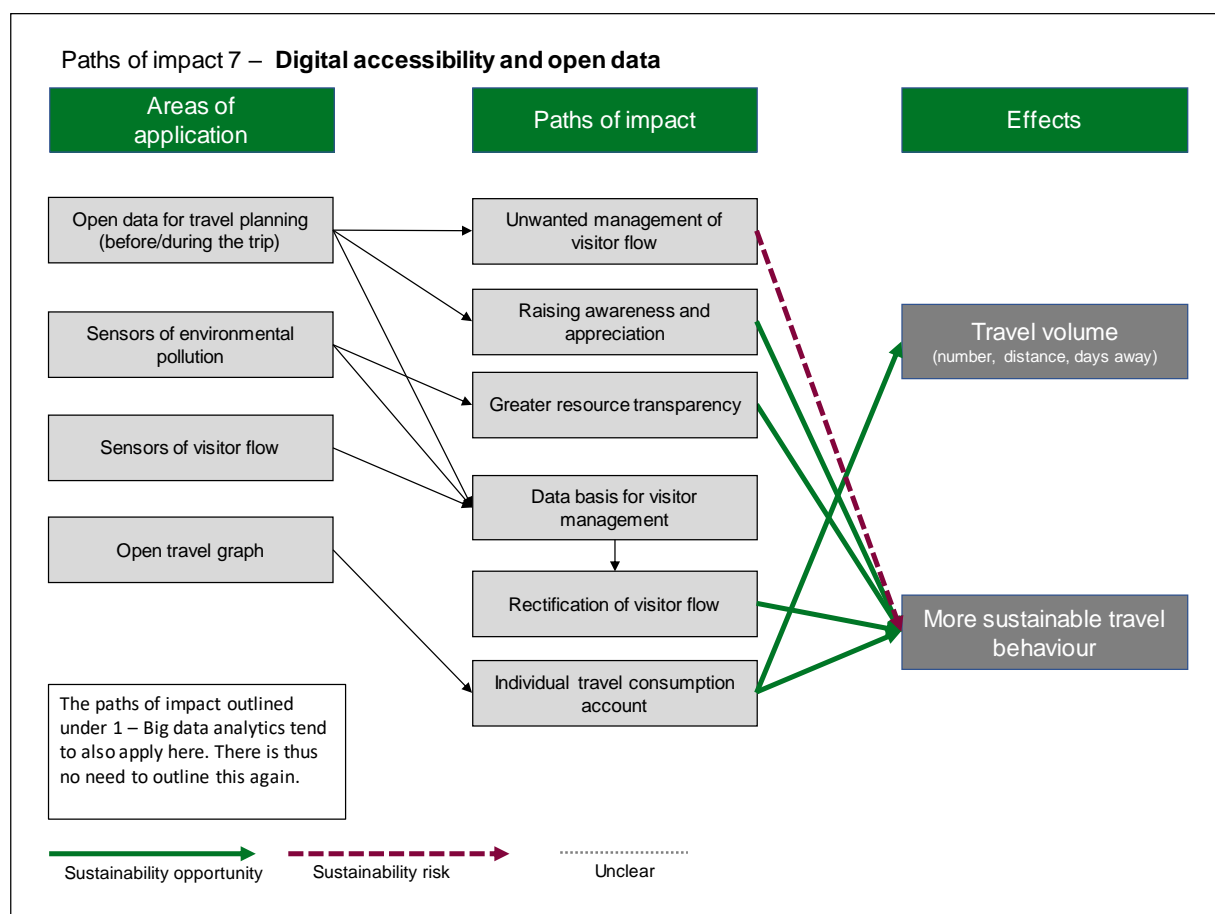 Paths of impact 7 – Digital accessibility and open data
Areas of
application
Paths of impact
Effects
Open data for travel planning
(before/during the trip)
Sensors of environmental
pollution
Sensors of visitor flow
Open travel graph
The paths of impact outlined
under 1 – Big data analytics tend
to also apply here. There is thus
no need to outline this again.
Unwanted management of
visitor flow
Raising awareness and
appreciation
Greater resource transparency
Data basis for visitor
management
Rectification of visitor flow
Individual travel consumption
account
Travel volume
(number, distance, days away)
More sustainable travel
behaviour
Sustainability opportunity
Sustainability risk
Unclear